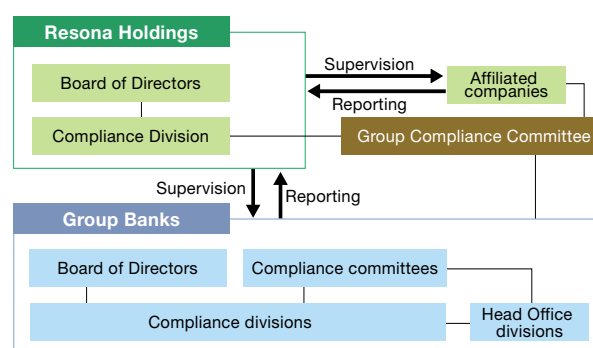 Resona Holdings
Board of Directors
Compliance Division
Supervision
Reporting
Affiliated
companies
Group Compliance Committee
Supervision
Reporting
Group Banks
Board of Directors
Compliance committees
Compliance divisions
Head Office
divisions